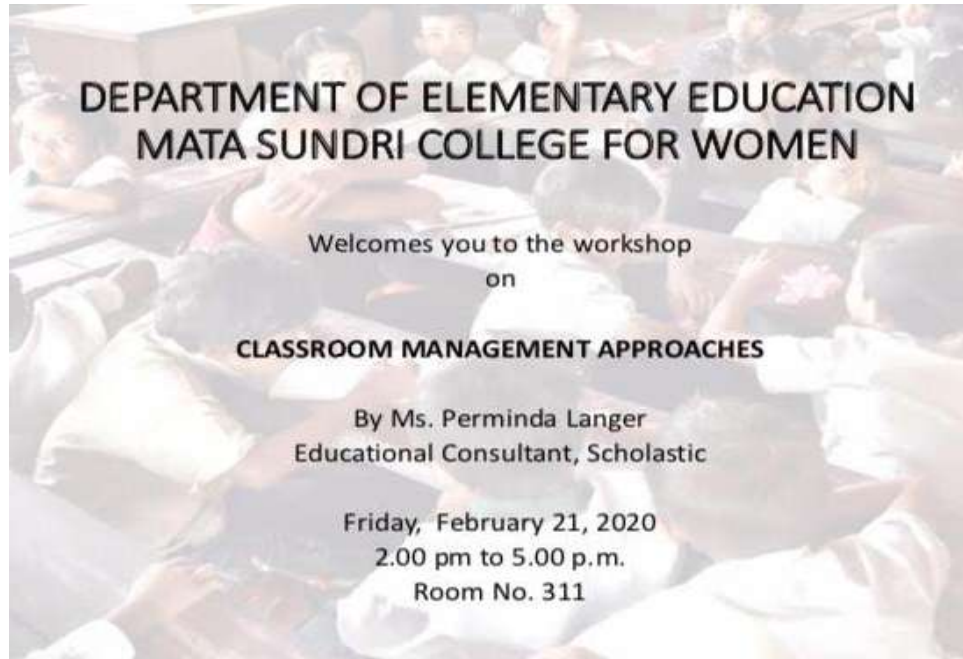 DEPARTMENT OF ELEMENTARY EDUCATION
MATA SUNDRI COLLEGE FOR WOMEN
Welcomes you to the workshop
on
CLASSROOM MANAGEMENT APPROACHES
By Ms. Perminda Langer
Educational Consultant, Scholastic
Friday, February 21, 2020
2.00 pm to 5.00 p.m.
Room No. 311